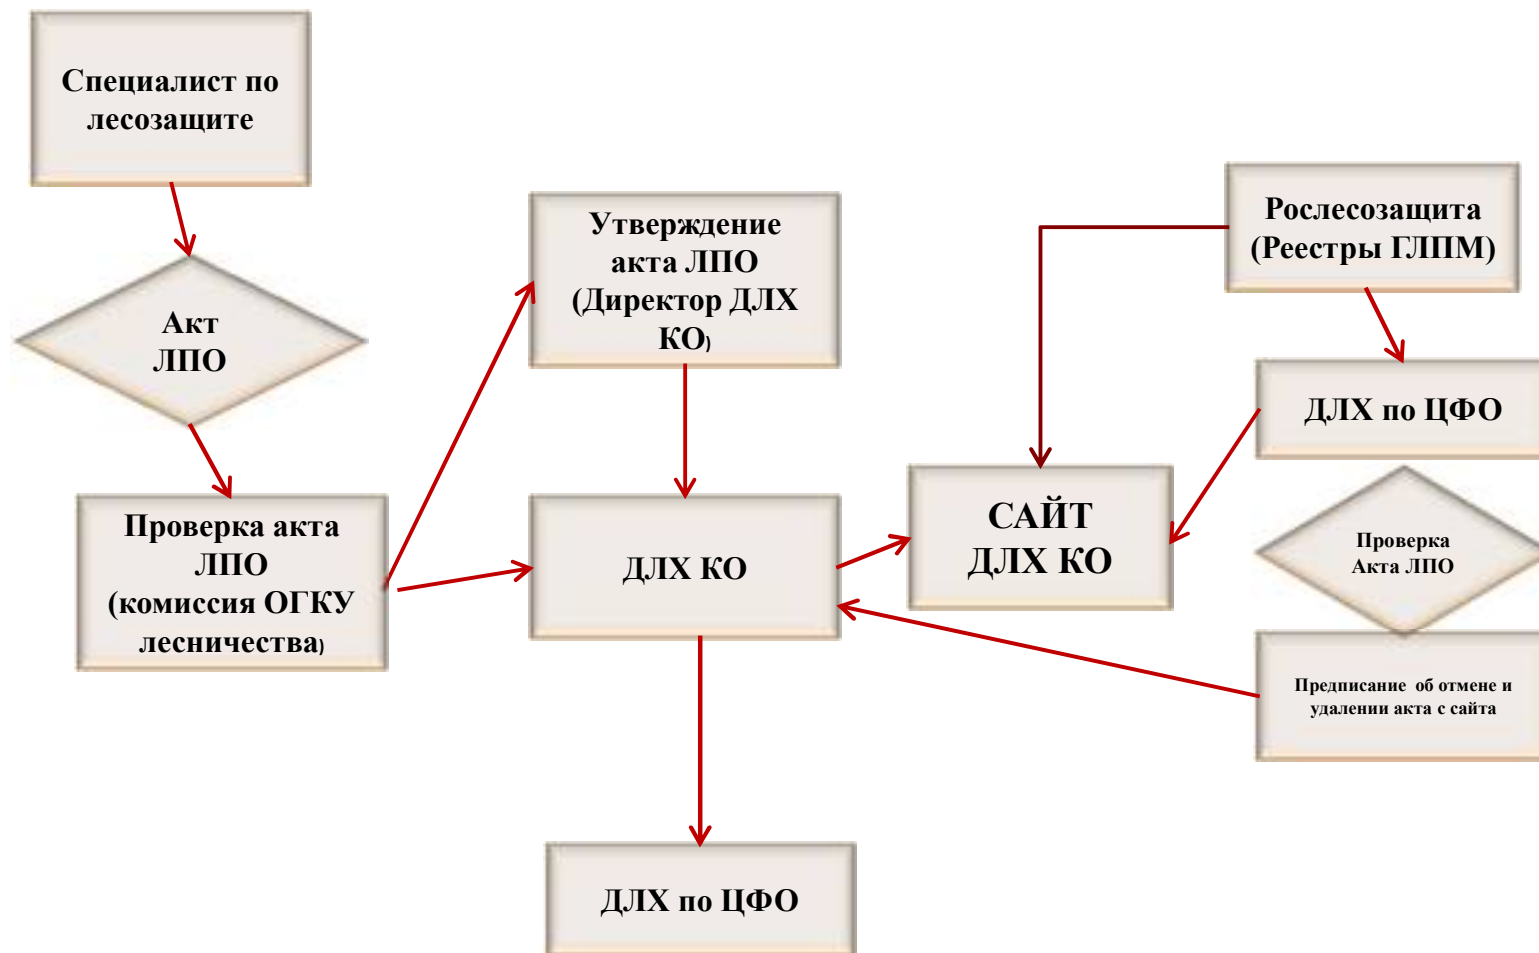 Специалист по
лесозащите
Акт
ЛПО
Проверка акта
ЛПО
(комиссия ОГКУ
лесничества)
Утверждение
акта ЛПО
(Директор ДЛХ
КО)
ДЛХ КО
ДЛХ по ЦФО
САЙТ
ДЛХ КО
Рослесозащита
(Реестры ГЛПМ)
ДЛХ по ЦФО
Проверка
Акта ЛПО
Предписание об отмене и
удалении акта с сайта